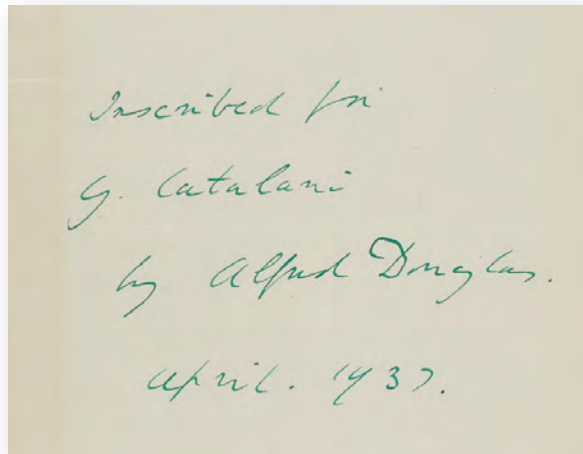 Inscribed for
G. Catalani
by Alfred Douglas.
April. 1937.